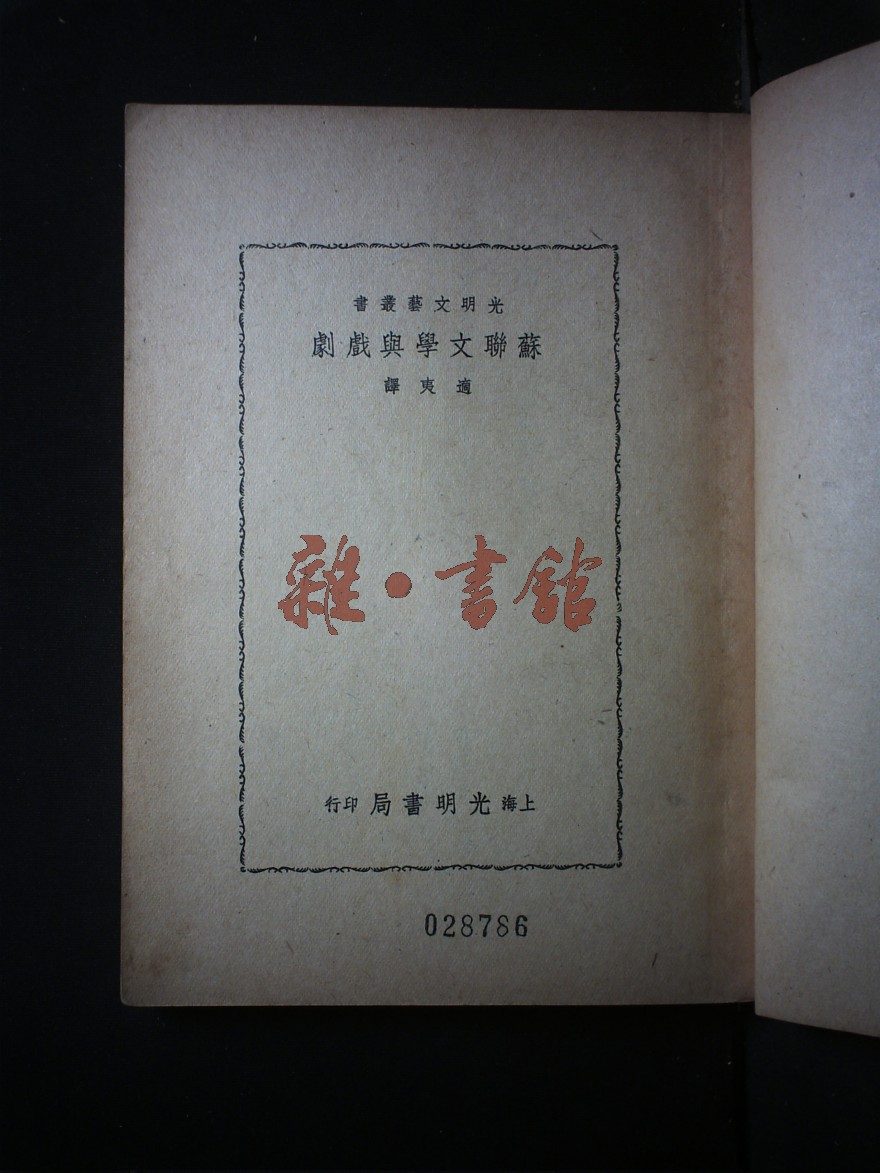 光明文藝叢書
蘇聯文學與戲劇
適夷譯
雜·書館
上海光明書局印行
028786